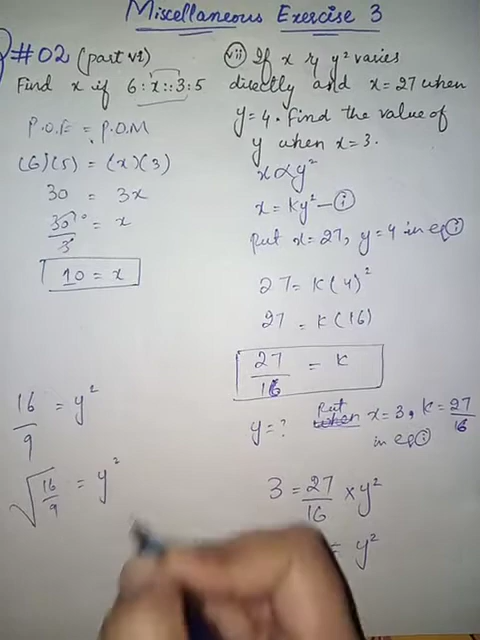 Miscellaneous Exercise 3
#02 (part vi)
Find x if 6:x::3:5
P.O.E = P.O.M
(6)(5) = (x)(3)
30 = 3x
30 10 / 3 = x
10 = x
(vii) If x & y² varies
directly and x=27 when
y=4. Find the value of
y when x=3.
x∝y²
x=Ky² — (i)
Put x=27, y=4 in eq(i)
27=K(4)²
27 = K(16)
27/16 = K
y=? Put when x=3, K=27/16
in eq(i)
3 = 27/16 × y²
= y²
16/9 = y²
√16/9 = y²